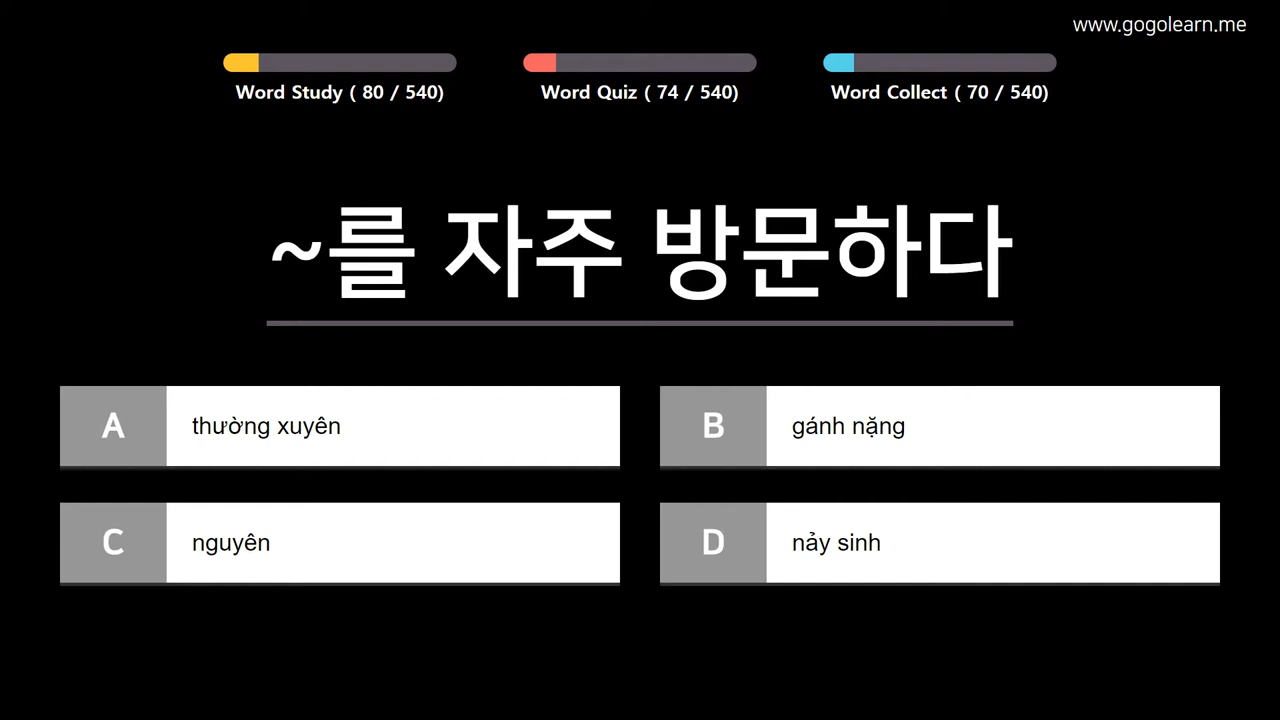 www.gogolearn.me
Word Study ( 80 / 540)
Word Quiz ( 74 / 540)
Word Collect ( 70 / 540)
~를 자주 방문하다
A thường xuyên
B gánh nặng
C nguyên
D nảy sinh